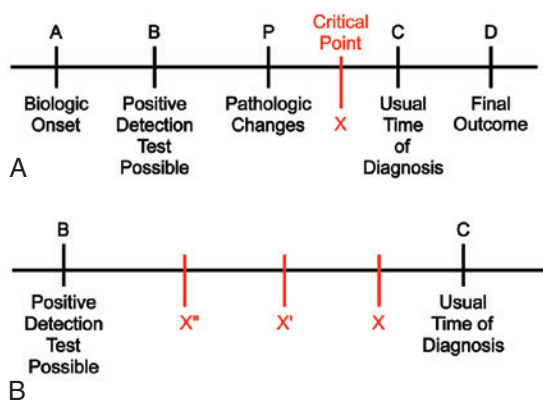 A B P Critical Point C D
Biologic Onset
Positive Detection Test Possible
Pathologic Changes
X
Usual Time of Diagnosis
Final Outcome
A
B C
Positive Detection Test Possible
X" X' X
Usual Time of Diagnosis
B